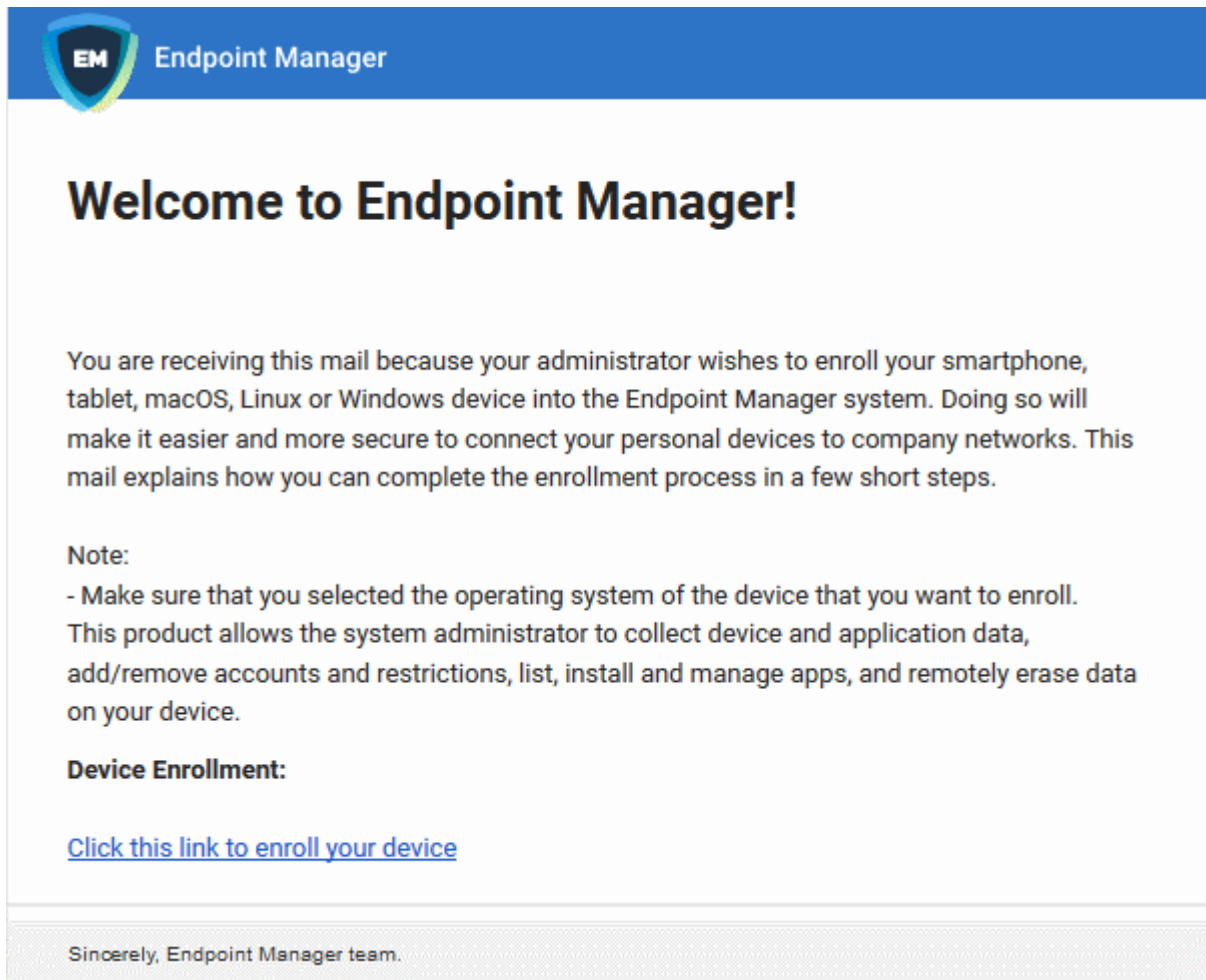 EM
Endpoint Manager
Welcome to Endpoint Manager!
You are receiving this mail because your administrator wishes to enroll your smartphone,
tablet, macOS, Linux or Windows device into the Endpoint Manager system. Doing so will
make it easier and more secure to connect your personal devices to company networks. This
mail explains how you can complete the enrollment process in a few short steps.
Note:
- Make sure that you selected the operating system of the device that you want to enroll.
This product allows the system administrator to collect device and application data,
add/remove accounts and restrictions, list, install and manage apps, and remotely erase data
on your device.
Device Enrollment:
Click this link to enroll your device
Sincerely, Endpoint Manager team.